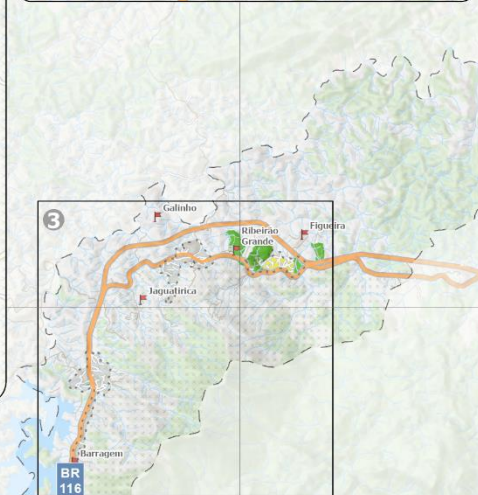 3
Galinho
Ribeirão
Grande
Figueira
Jaguatirica
Barragem
BR
116